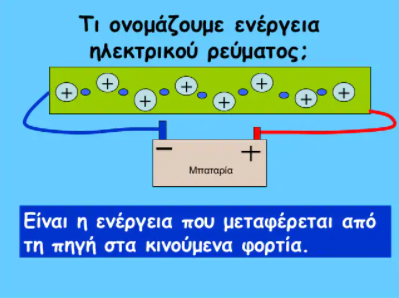 Τι ονομάζουμε ενέργεια
ηλεκτρικού ρεύματος;
+ + + + + + + +
− +
Μπαταρία
Είναι η ενέργεια που μεταφέρεται από
τη πηγή στα κινούμενα φορτία.